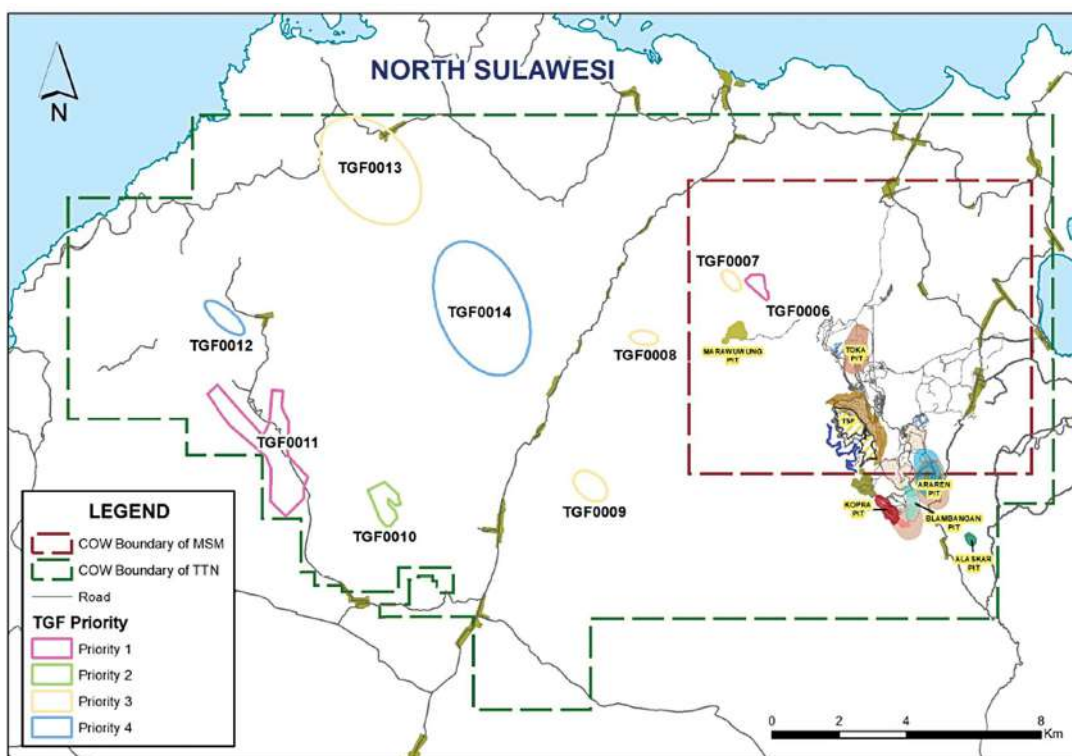 NORTH SULAWESI
N
TGF0013
TGF0007
TGF0014
TGF0006
TGF0012
TGF0008
MARAWUWUNG
PIT
TOKA
PIT
TSF
TGF0011
ARAREN
PIT
KOPRA
PIT
BLAMBANGAN
PIT
TGF0009
TGF0010
ALASKAR
PIT
LEGEND
COW Boundary of MSM
COW Boundary of TTN
Road
TGF Priority
Priority 1
Priority 2
Priority 3
Priority 4
0 2 4 6 8
Km